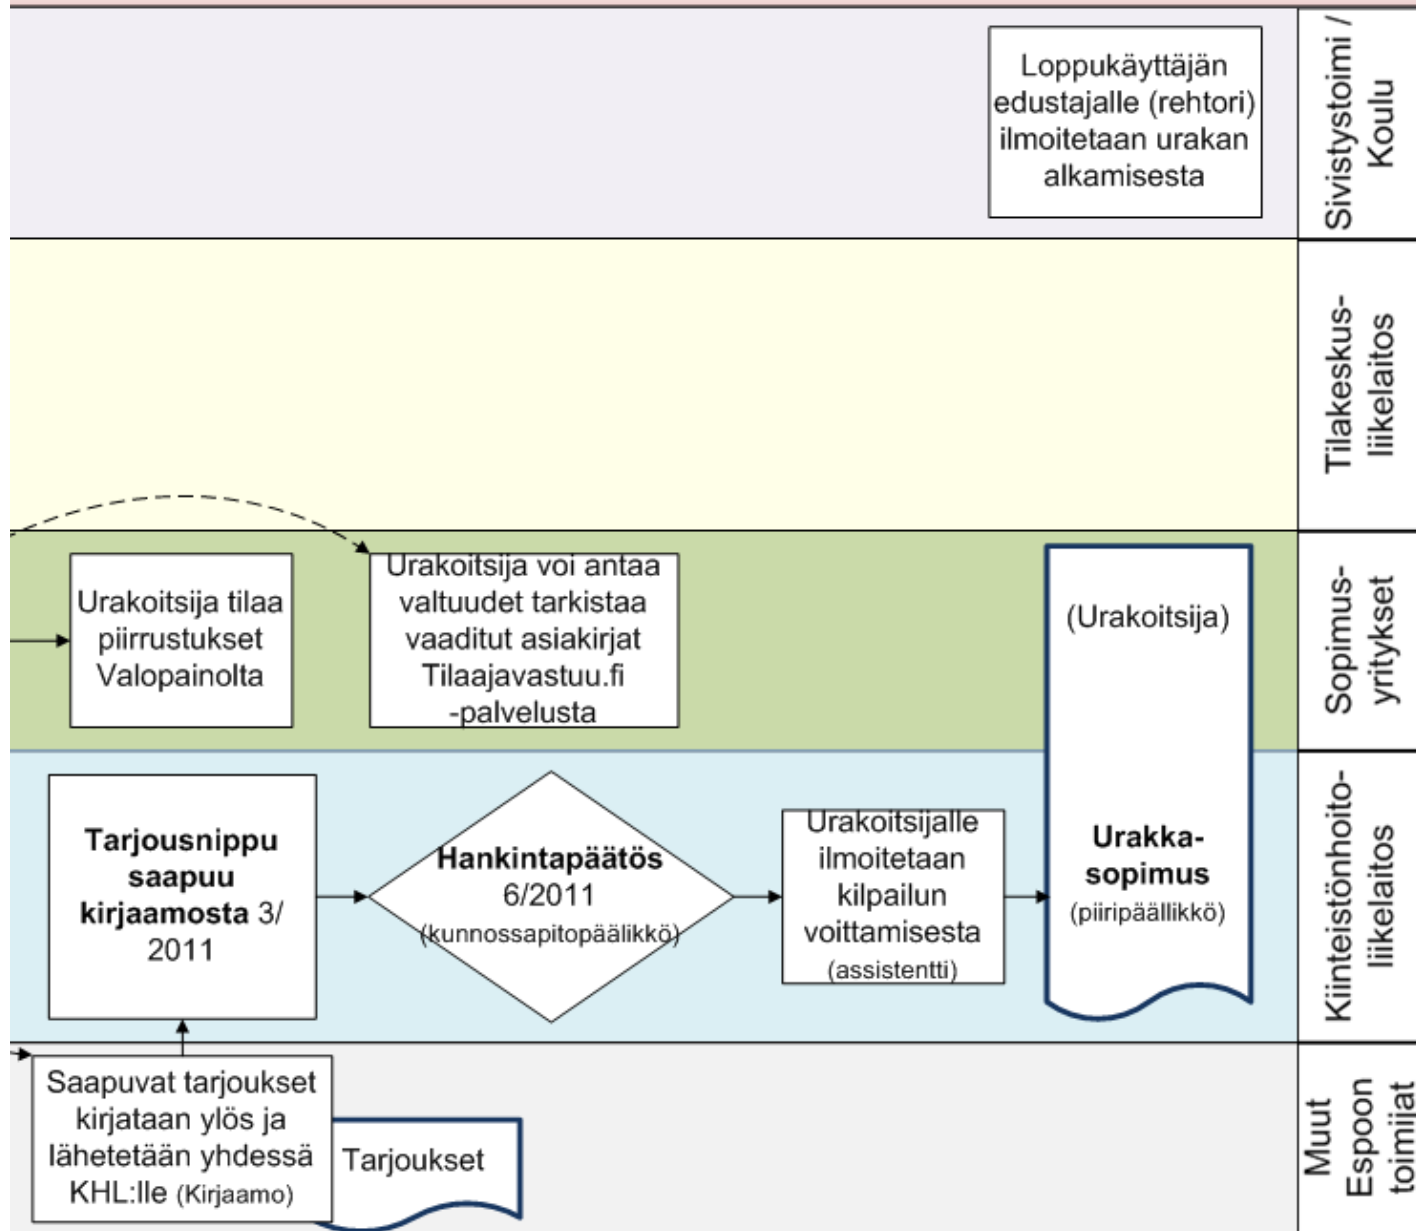 Loppukäyttäjän
edustajalle (rehtori)
ilmoitetaan urakan
alkamisesta
Sivistystoimi /
Koulu
Tilakeskus-
liikelaitos
Urakoitsija tilaa
piirrustukset
Valopainolta
Urakoitsija voi antaa
valtuudet tarkistaa
vaaditut asiakirjat
Tilaajavastuu.fi
-palvelusta
(Urakoitsija)
Sopimus-
yritykset
Tarjousnippu
saapuu
kirjaamosta 3/
2011
Hankintapäätös
6/2011
(kunnossapitopäälikkö)
Urakoitsijalle
ilmoitetaan
kilpailun
voittamisesta
(assistentti)
Urakka-
sopimus
(piiripäällikkö)
Kiinteistönhoito-
liikelaitos
Saapuvat tarjoukset
kirjataan ylös ja
lähetetään yhdessä
KHL:lle (Kirjaamo)
Tarjoukset
Muut
Espoon
toimijat